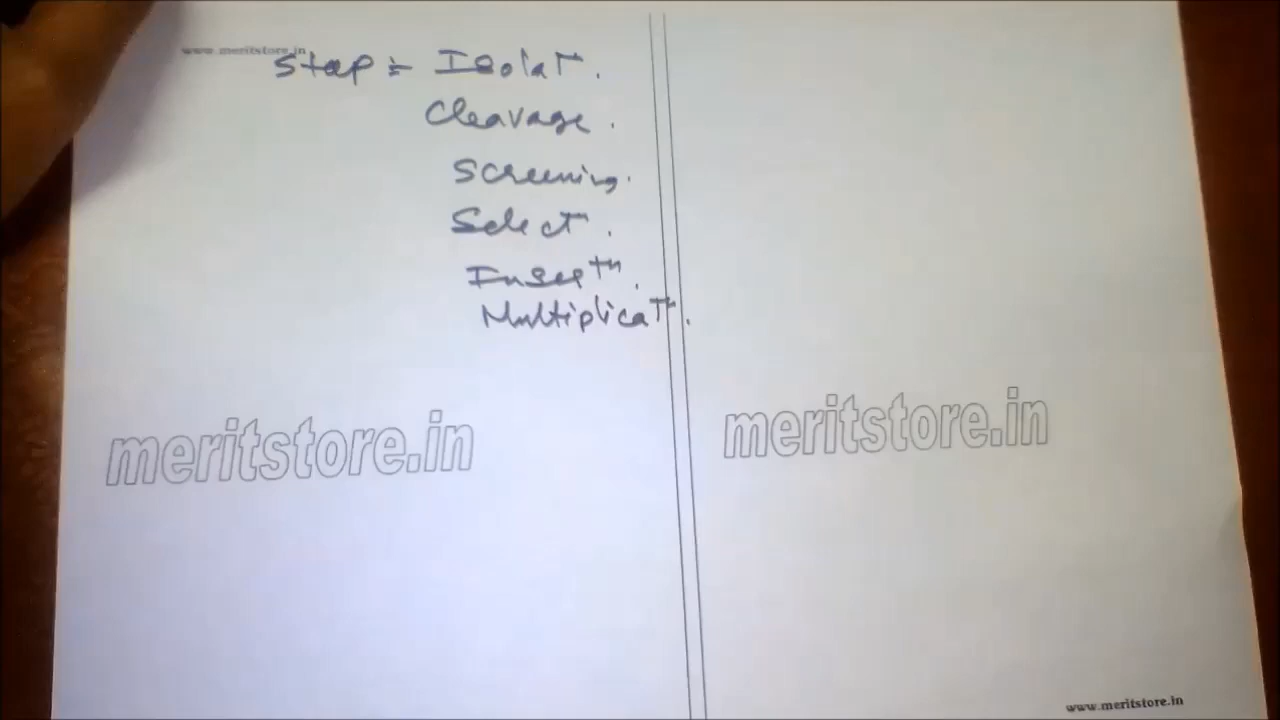 www.meritstore.in
Step :- Isolatn.
Cleavage.
Screening.
Selectn.
Insertn.
Multiplicatn.
meritstore.in meritstore.in
www.meritstore.in